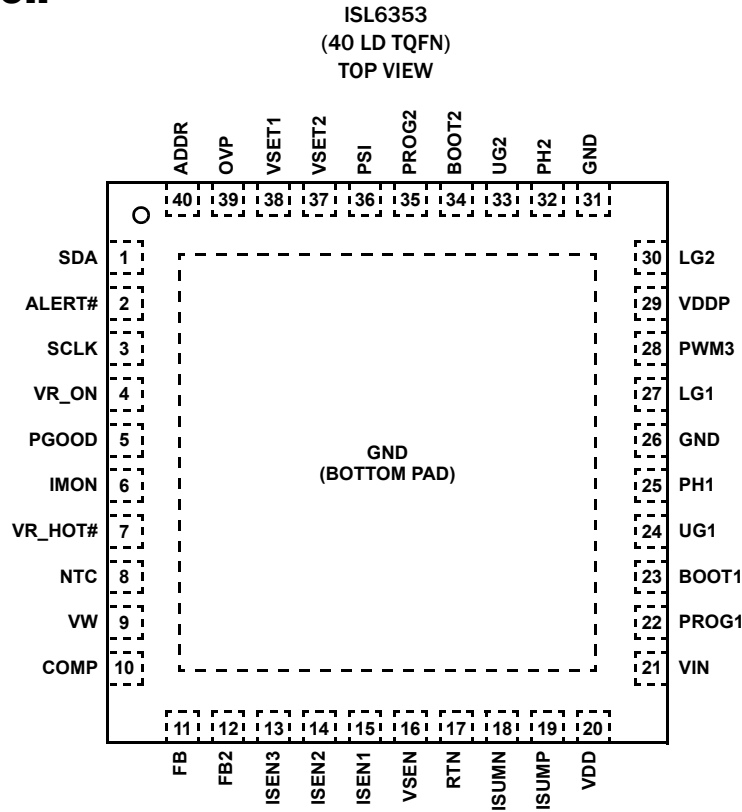 ISL6353
(40 LD TQFN)
TOP VIEW
ADDR
OVP
VSET1
VSET2
PSI
PROG2
BOOT2
UG2
PH2
GND
40 39 38 37 36 35 34 33 32 31
SDA 1
ALERT# 2
SCLK 3
VR_ON 4
PGOOD 5
IMON 6
VR_HOT# 7
NTC 8
VW 9
COMP 10
GND
(BOTTOM PAD)
30 LG2
29 VDDP
28 PWM3
27 LG1
26 GND
25 PH1
24 UG1
23 BOOT1
22 PROG1
21 VIN
11 12 13 14 15 16 17 18 19 20
FB
FB2
ISEN3
ISEN2
ISEN1
VSEN
RTN
ISUMN
ISUMP
VDD